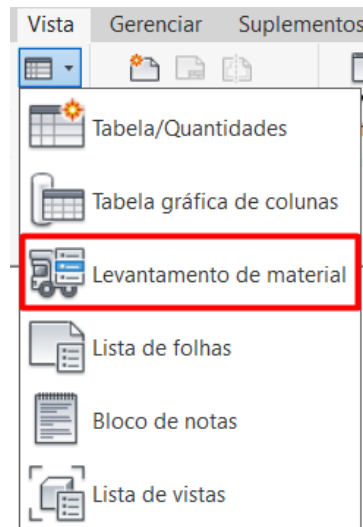 Vista Gerenciar Suplementos
Tabela/Quantidades
Tabela gráfica de colunas
Levantamento de material
Lista de folhas
Bloco de notas
Lista de vistas